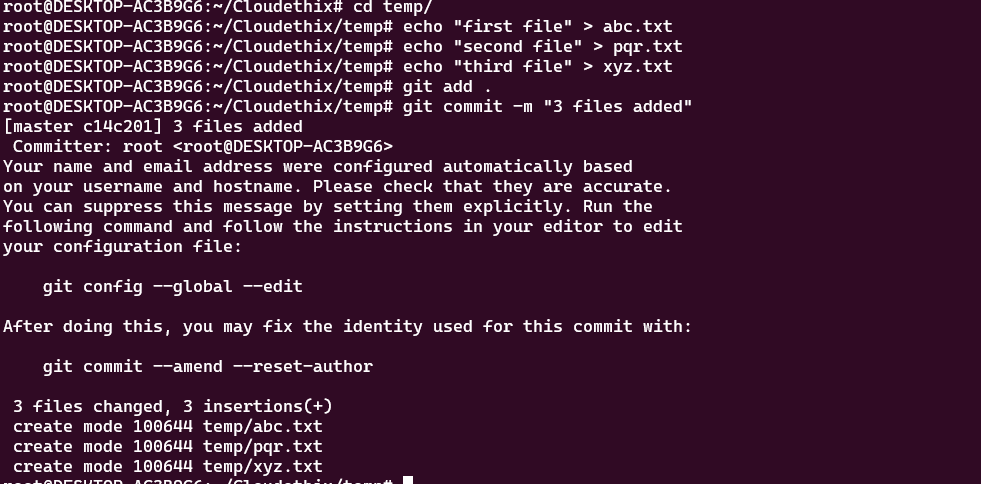 root@DESKTOP-AC3B9G6:~/Cloudethix# cd temp/
root@DESKTOP-AC3B9G6:~/Cloudethix/temp# echo "first file" > abc.txt
root@DESKTOP-AC3B9G6:~/Cloudethix/temp# echo "second file" > pqr.txt
root@DESKTOP-AC3B9G6:~/Cloudethix/temp# echo "third file" > xyz.txt
root@DESKTOP-AC3B9G6:~/Cloudethix/temp# git add .
root@DESKTOP-AC3B9G6:~/Cloudethix/temp# git commit -m "3 files added"
[master c14c201] 3 files added
 Committer: root <root@DESKTOP-AC3B9G6>
Your name and email address were configured automatically based
on your username and hostname. Please check that they are accurate.
You can suppress this message by setting them explicitly. Run the
following command and follow the instructions in your editor to edit
your configuration file:

    git config --global --edit

After doing this, you may fix the identity used for this commit with:

    git commit --amend --reset-author

 3 files changed, 3 insertions(+)
 create mode 100644 temp/abc.txt
 create mode 100644 temp/pqr.txt
 create mode 100644 temp/xyz.txt
root@DESKTOP-AC3B9G6:~/Cloudethix/temp#